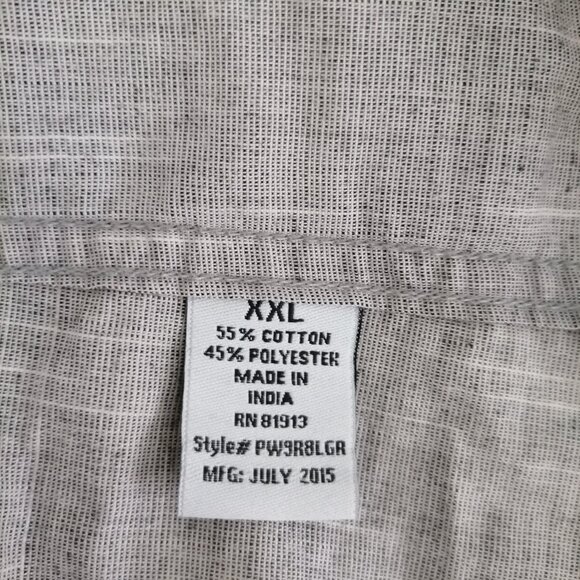 XXL
55% COTTON
45% POLYESTER
MADE IN
INDIA
RN 81913
Style# PW9R8LGR
MFG: JULY 2015